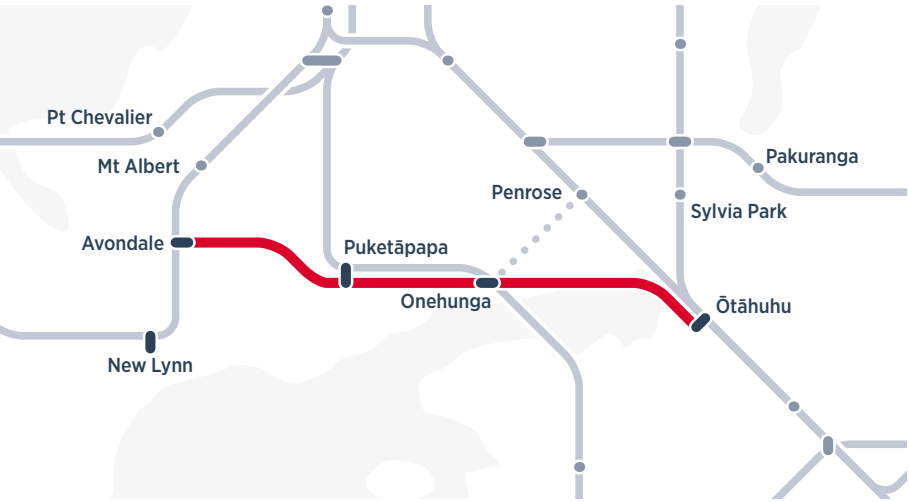 Pt Chevalier
Mt Albert
Pakuranga
Penrose
Sylvia Park
Avondale
Puketāpapa
Onehunga
Ōtāhuhu
New Lynn